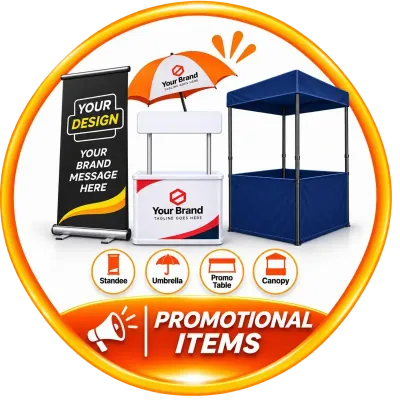 YOUR
DESIGN
YOUR
BRAND
MESSAGE
HERE
Your Brand
TAGLINE GOES HERE
Your Brand
TAGLINE GOES HERE
Standee
Umbrella
Promo
Table
Canopy
PROMOTIONAL
ITEMS